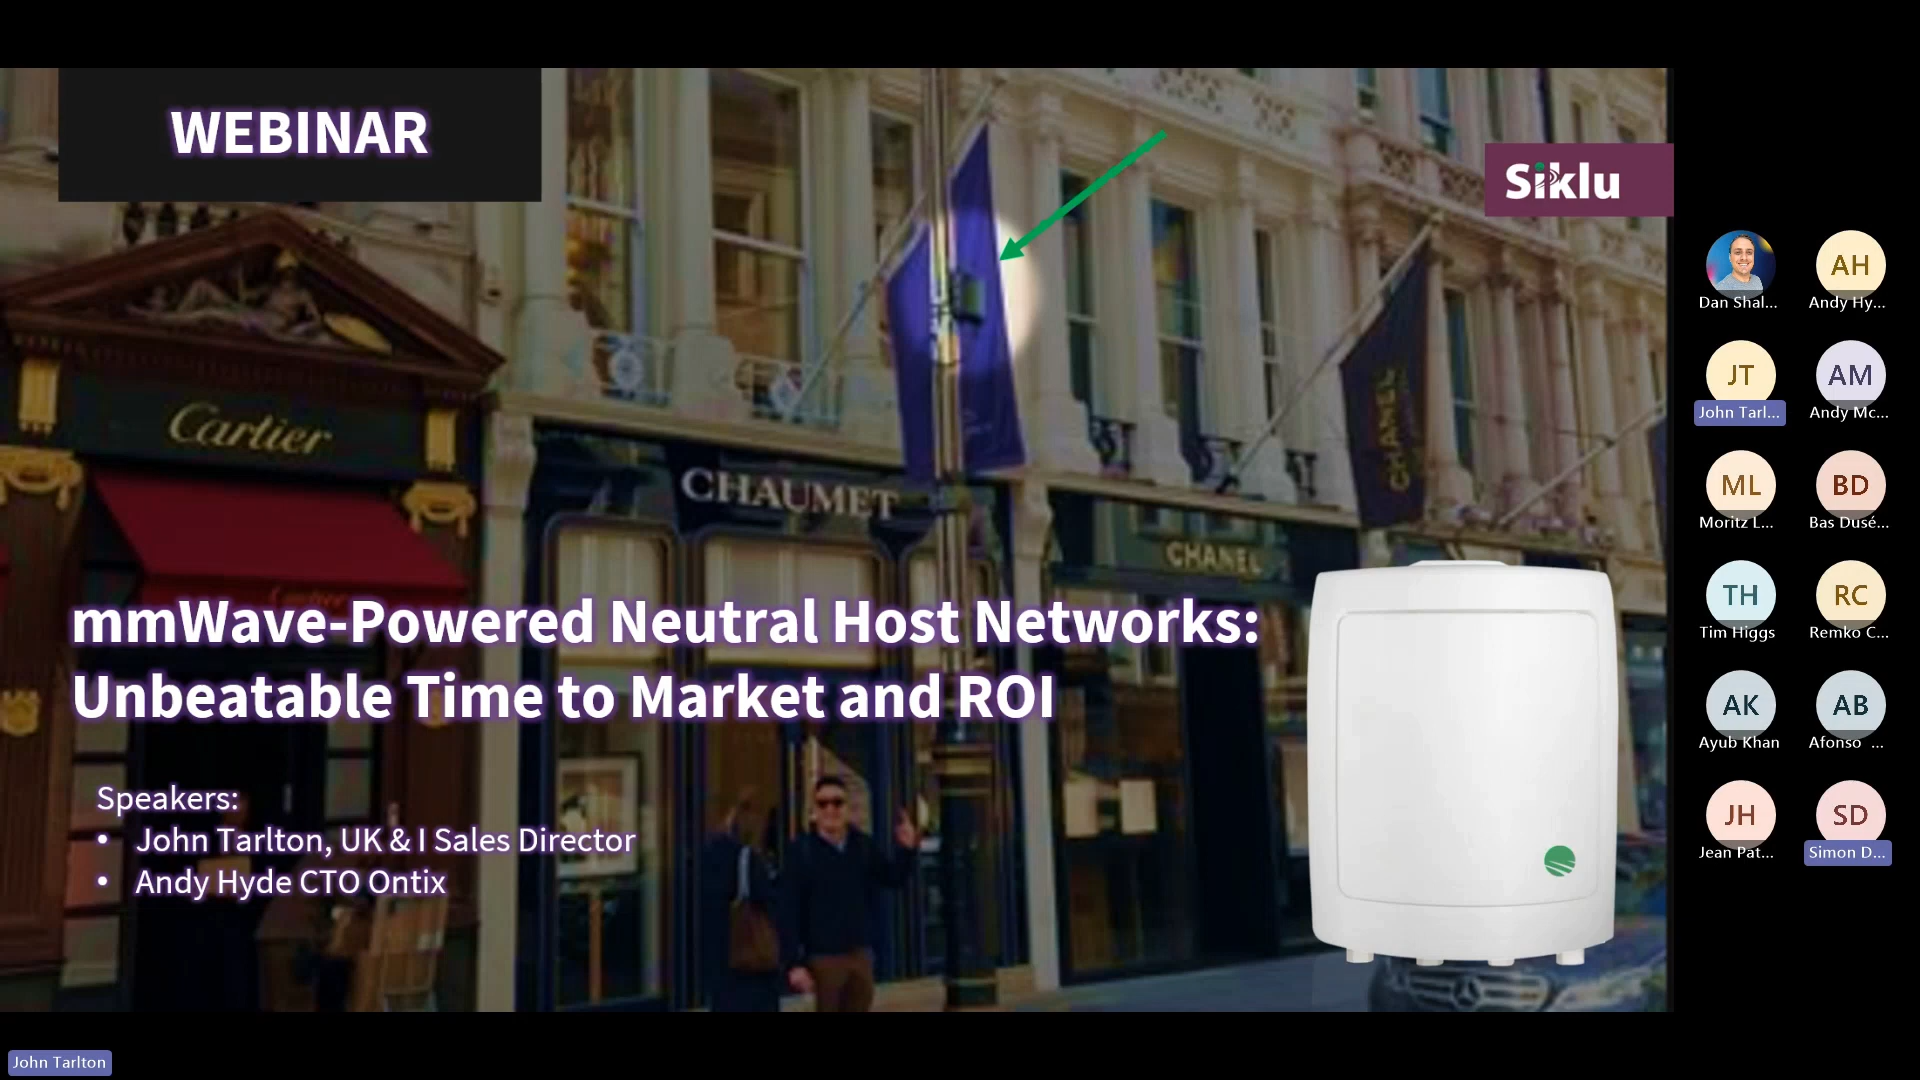 WEBINAR
Siklu
Cartier
CHAUMET
CHANEL
CHANEL
Cartier
mmWave-Powered Neutral Host Networks:
Unbeatable Time to Market and ROI
Speakers:
• John Tarlton, UK & I Sales Director
• Andy Hyde CTO Ontix
Dan Shal...
AH
Andy Hy...
JT
John Tarl...
AM
Andy Mc...
ML
Moritz L...
BD
Bas Dusé...
TH
Tim Higgs
RC
Remko C...
AK
Ayub Khan
AB
Afonso ...
JH
Jean Pat...
SD
Simon D...
John Tarlton